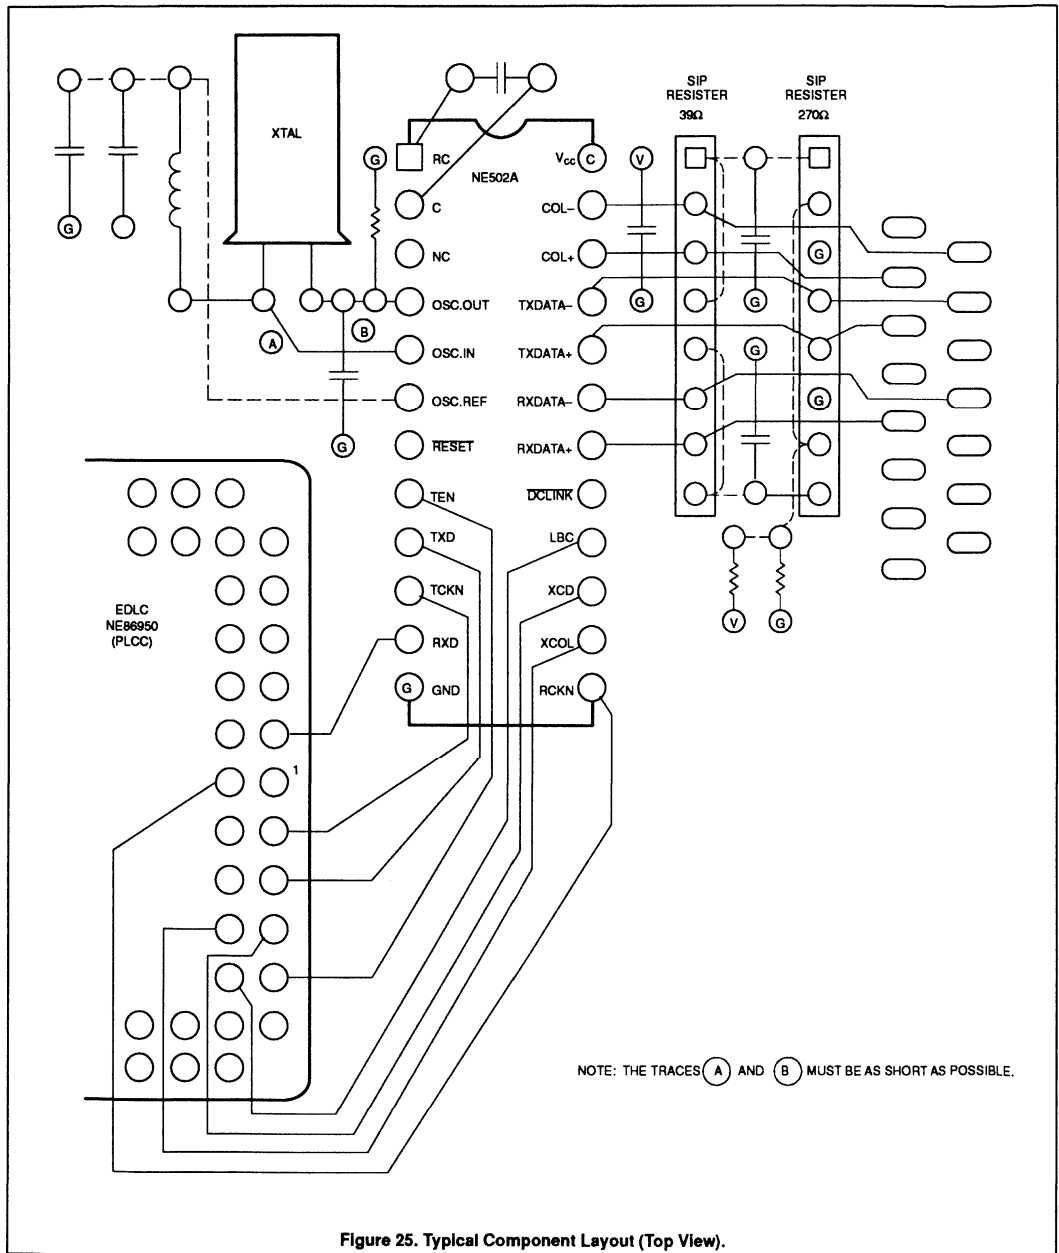 SIP
RESISTER
39Ω
SIP
RESISTER
270Ω
XTAL
G
RC
NE502A
Vcc C
V
C
COL−
G
NC
COL+
G
OSC.OUT
TXDATA−
G
G
A
B
OSC.IN
TXDATA+
G
OSC.REF
RXDATA−
G
G
RESET
RXDATA+
TEN
DCLINK
TXD
LBC
TCKN
XCD
EDLC
NE86950
(PLCC)
V
G
RXD
XCOL
G GND
RCKN
1
NOTE: THE TRACES A AND B MUST BE AS SHORT AS POSSIBLE.
Figure 25. Typical Component Layout (Top View).